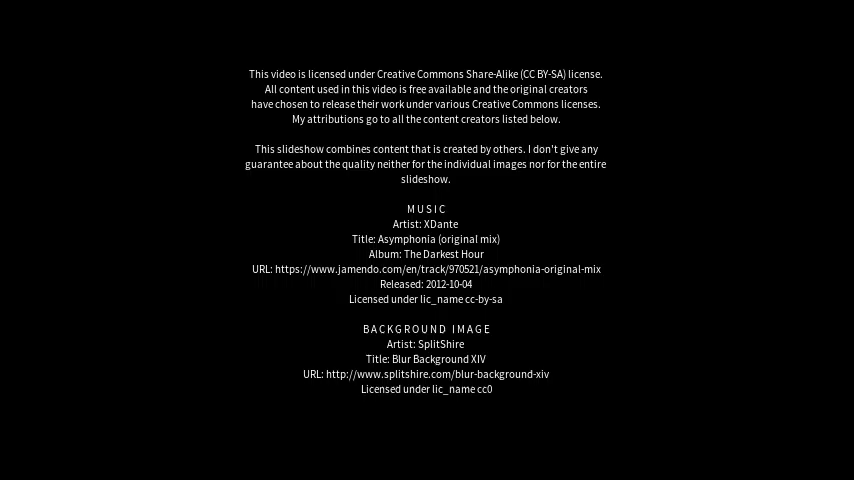 This video is licensed under Creative Commons Share-Alike (CC BY-SA) license.
All content used in this video is free available and the original creators
have chosen to release their work under various Creative Commons licenses.
My attributions go to all the content creators listed below.
This slideshow combines content that is created by others. I don't give any
guarantee about the quality neither for the individual images nor for the entire
slideshow.
MUSIC
Artist: XDante
Title: Asymphonia (original mix)
Album: The Darkest Hour
URL: https://www.jamendo.com/en/track/970521/asymphonia-original-mix
Released: 2012-10-04
Licensed under lic_name cc-by-sa
BACKGROUND IMAGE
Artist: SplitShire
Title: Blur Background XIV
URL: http://www.splitshire.com/blur-background-xiv
Licensed under lic_name cc0